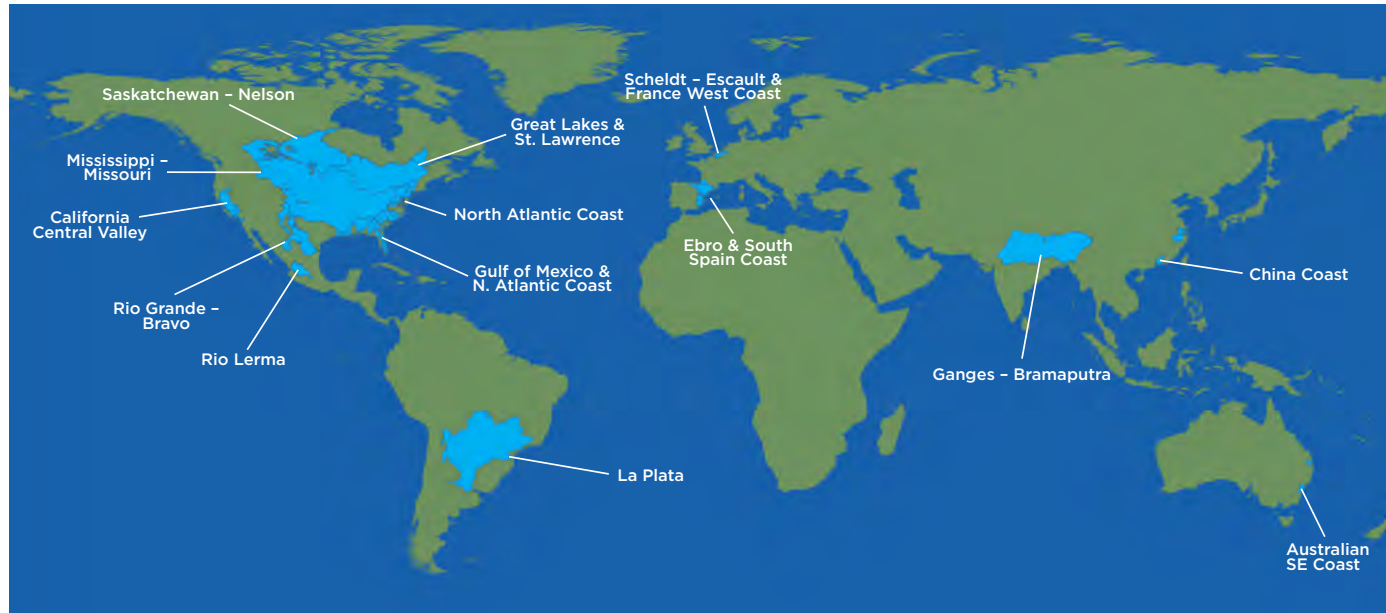 Saskatchewan – Nelson
Mississippi –
Missouri
California
Central Valley
Rio Grande –
Bravo
Rio Lerma
Great Lakes &
St. Lawrence
North Atlantic Coast
Gulf of Mexico &
N. Atlantic Coast
La Plata
Scheldt – Escault &
France West Coast
Ebro & South
Spain Coast
Ganges – Bramaputra
China Coast
Australian
SE Coast